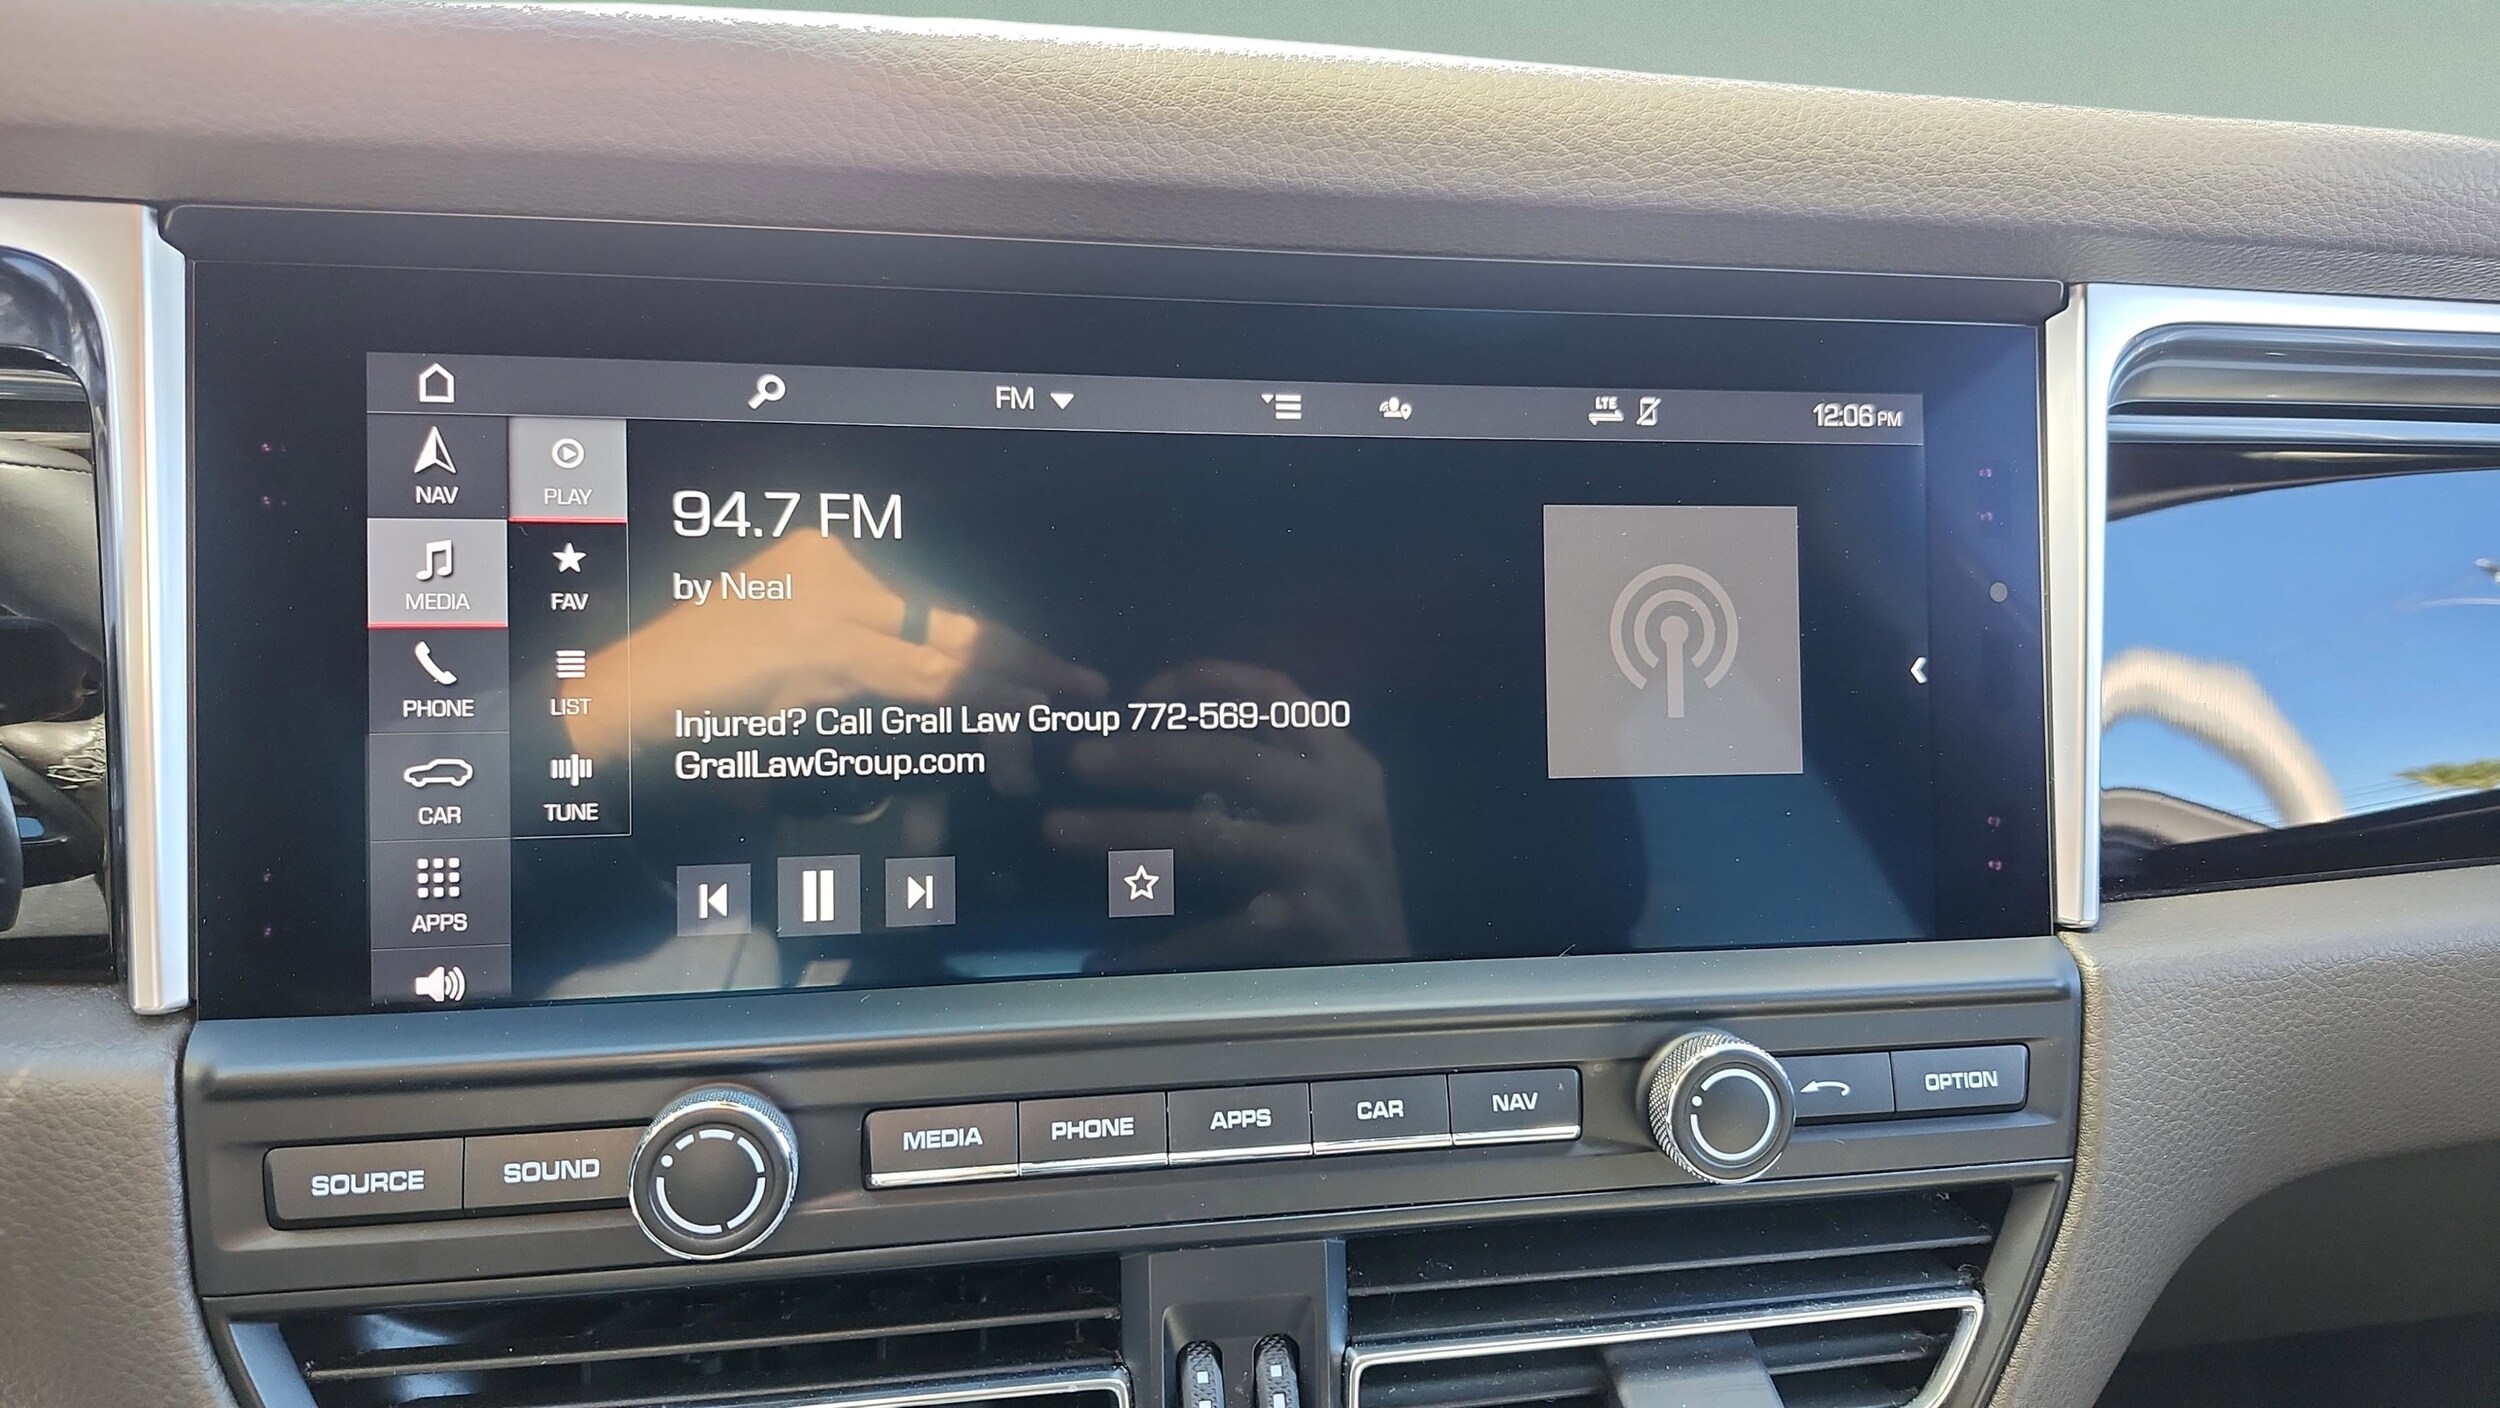 FM
LTE
12:06 PM
NAV
PLAY
94.7 FM
by Neal
MEDIA
FAV
PHONE
LIST
Injured? Call Grall Law Group 772-569-0000
GrallLawGroup.com
CAR
TUNE
APPS
SOURCE
SOUND
MEDIA
PHONE
APPS
CAR
NAV
OPTION